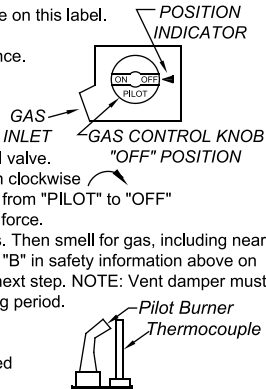 e on this label.
POSITION
INDICATOR
nce.
ON OFF
PILOT
GAS
INLET
GAS CONTROL KNOB
"OFF" POSITION
l valve.
n clockwise
from "PILOT" to "OFF"
force.
s. Then smell for gas, including near
"B" in safety information above on
next step. NOTE: Vent damper must
ng period.
Pilot Burner
Thermocouple
ed